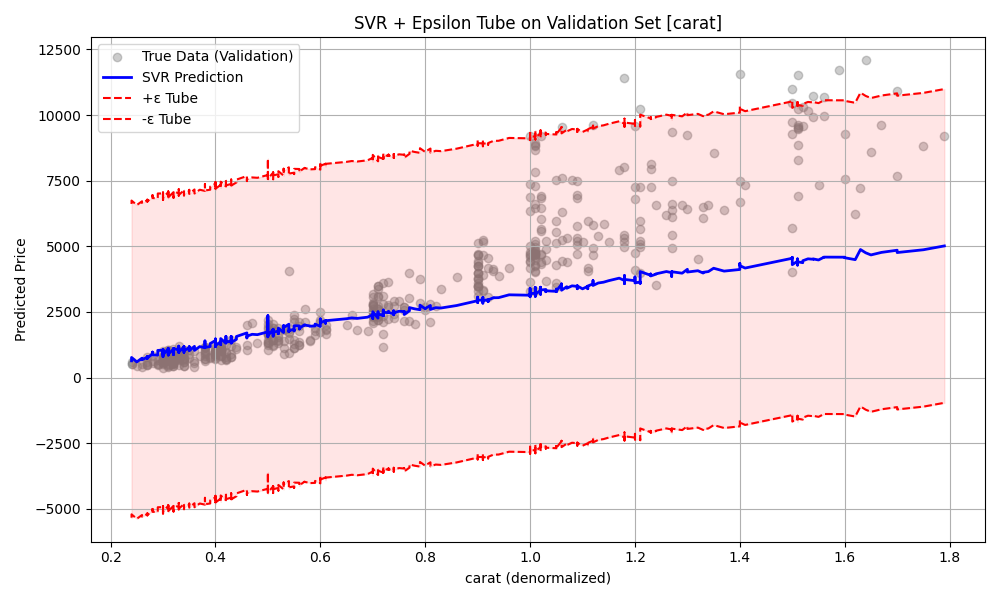 SVR + Epsilon Tube on Validation Set [carat]
True Data (Validation)
SVR Prediction
+ε Tube
-ε Tube
Predicted Price
12500
10000
7500
5000
2500
0
−2500
−5000
0.2 0.4 0.6 0.8 1.0 1.2 1.4 1.6 1.8
carat (denormalized)